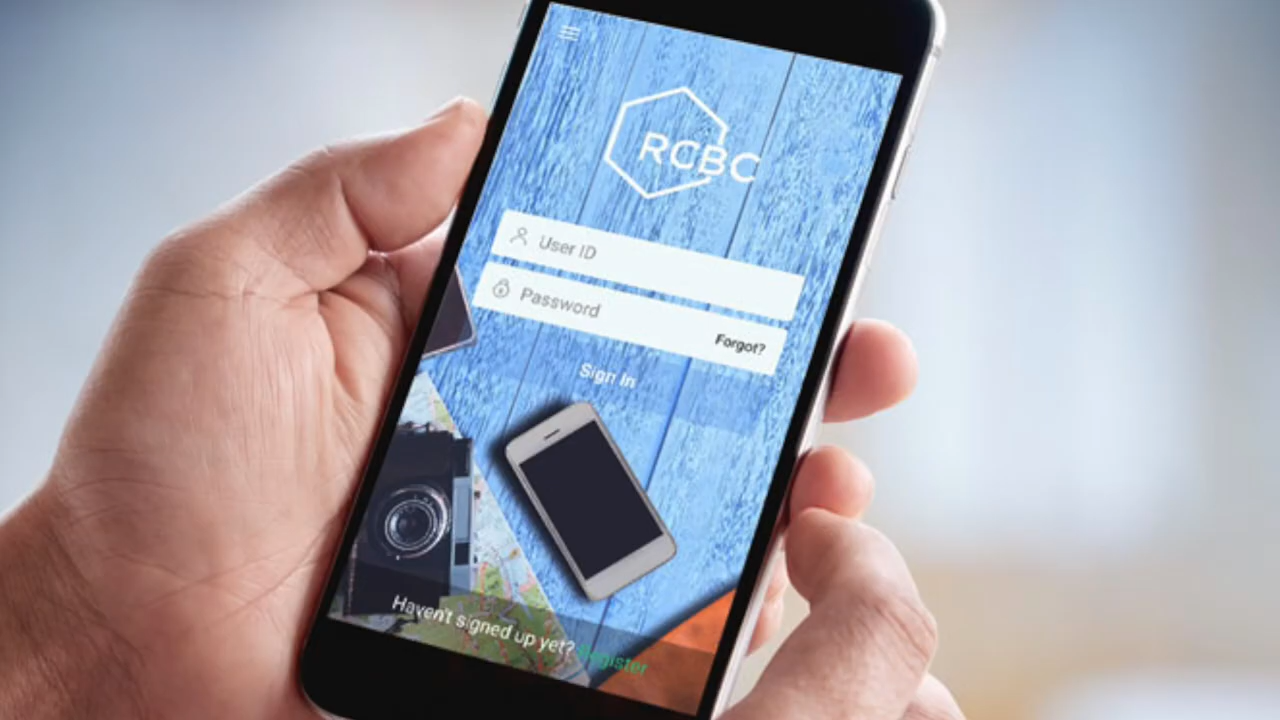 RCBC
User ID
Password
Forgot?
Sign In
Haven't signed up yet? Register